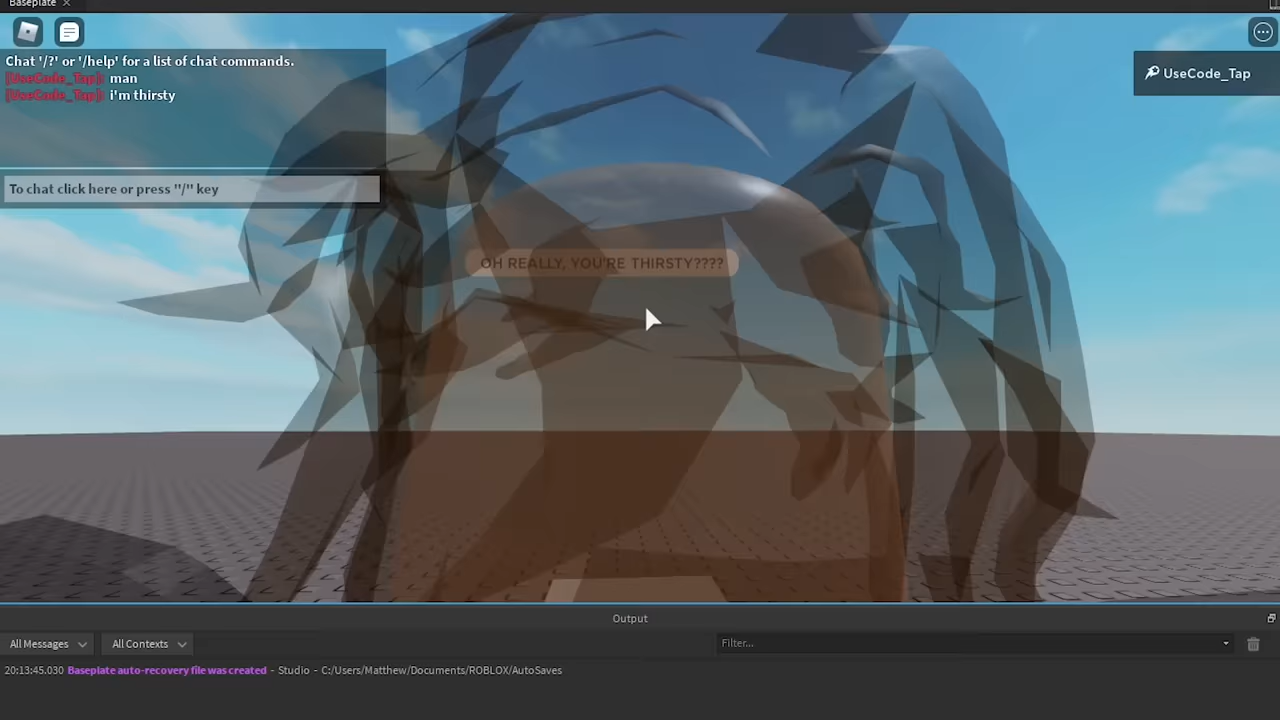 Baseplate
Chat '/?' or '/help' for a list of chat commands.
[UseCode_Tap]: man
[UseCode_Tap]: i'm thirsty
UseCode_Tap
To chat click here or press "/" key
OH REALLY, YOU'RE THIRSTY????
Output
All Messages
All Contexts
Filter...
20:13:45.030 Baseplate auto-recovery file was created - Studio - C:/Users/Matthew/Documents/ROBLOX/AutoSaves